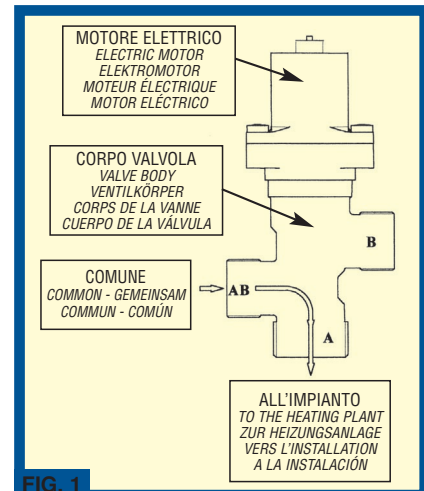 MOTORE ELETTRICO
ELECTRIC MOTOR
ELEKTROMOTOR
MOTEUR ÉLECTRIQUE
MOTOR ELÉCTRICO
CORPO VALVOLA
VALVE BODY
VENTILKÖRPER
CORPS DE LA VANNE
CUERPO DE LA VÁLVULA
B
COMUNE
COMMON - GEMEINSAM
COMMUN - COMÚN
AB
A
ALL'IMPIANTO
TO THE HEATING PLANT
ZUR HEIZUNGSANLAGE
VERS L'INSTALLATION
A LA INSTALACIÓN
FIG. 1